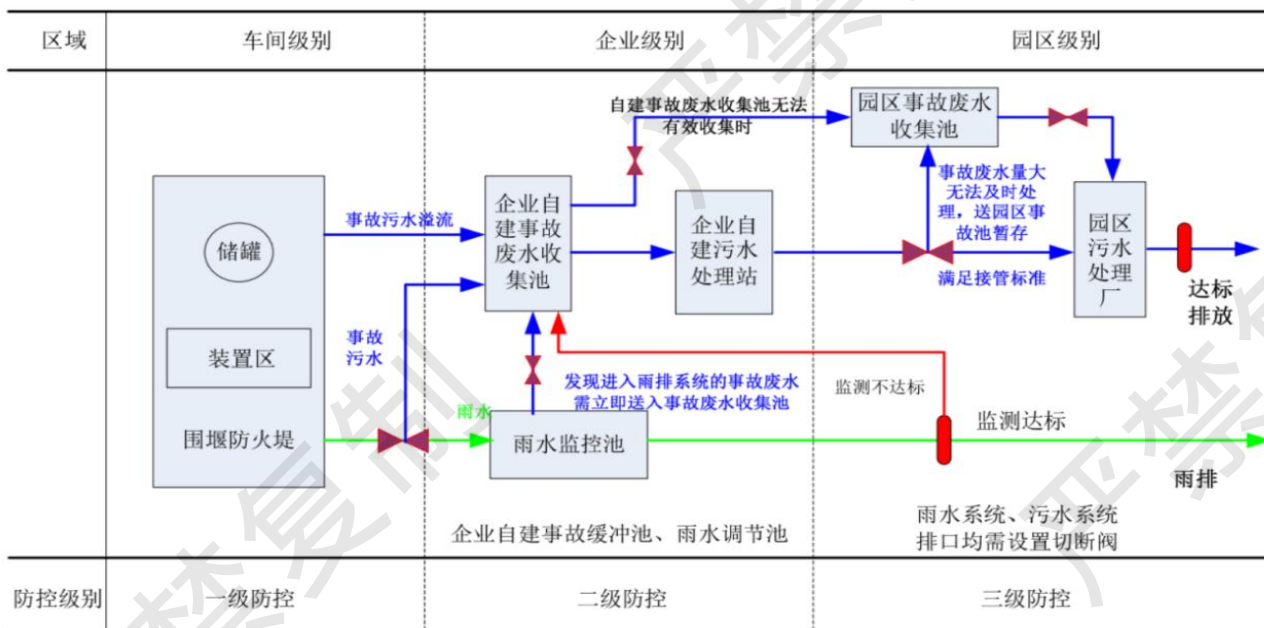 区域
车间级别
企业级别
园区级别
自建事故废水收集池无法
有效收集时
园区事故废水
收集池
事故废水量大
无法及时处
理，送园区事
故池暂存
事故污水溢流
企业自
建事故
废水收
集池
企业自
建污水
处理站
园区
污水
处理
厂
满足接管标准
达标
排放
储罐
装置区
围堰防火堤
事故
污水
雨水
发现进入雨排系统的事故废水
需立即送入事故废水收集池
监测不达标
雨水监控池
监测达标
雨排
企业自建事故缓冲池、雨水调节池
雨水系统、污水系统
排口均需设置切断阀
防控级别
一级防控
二级防控
三级防控
严禁
严禁
禁复制